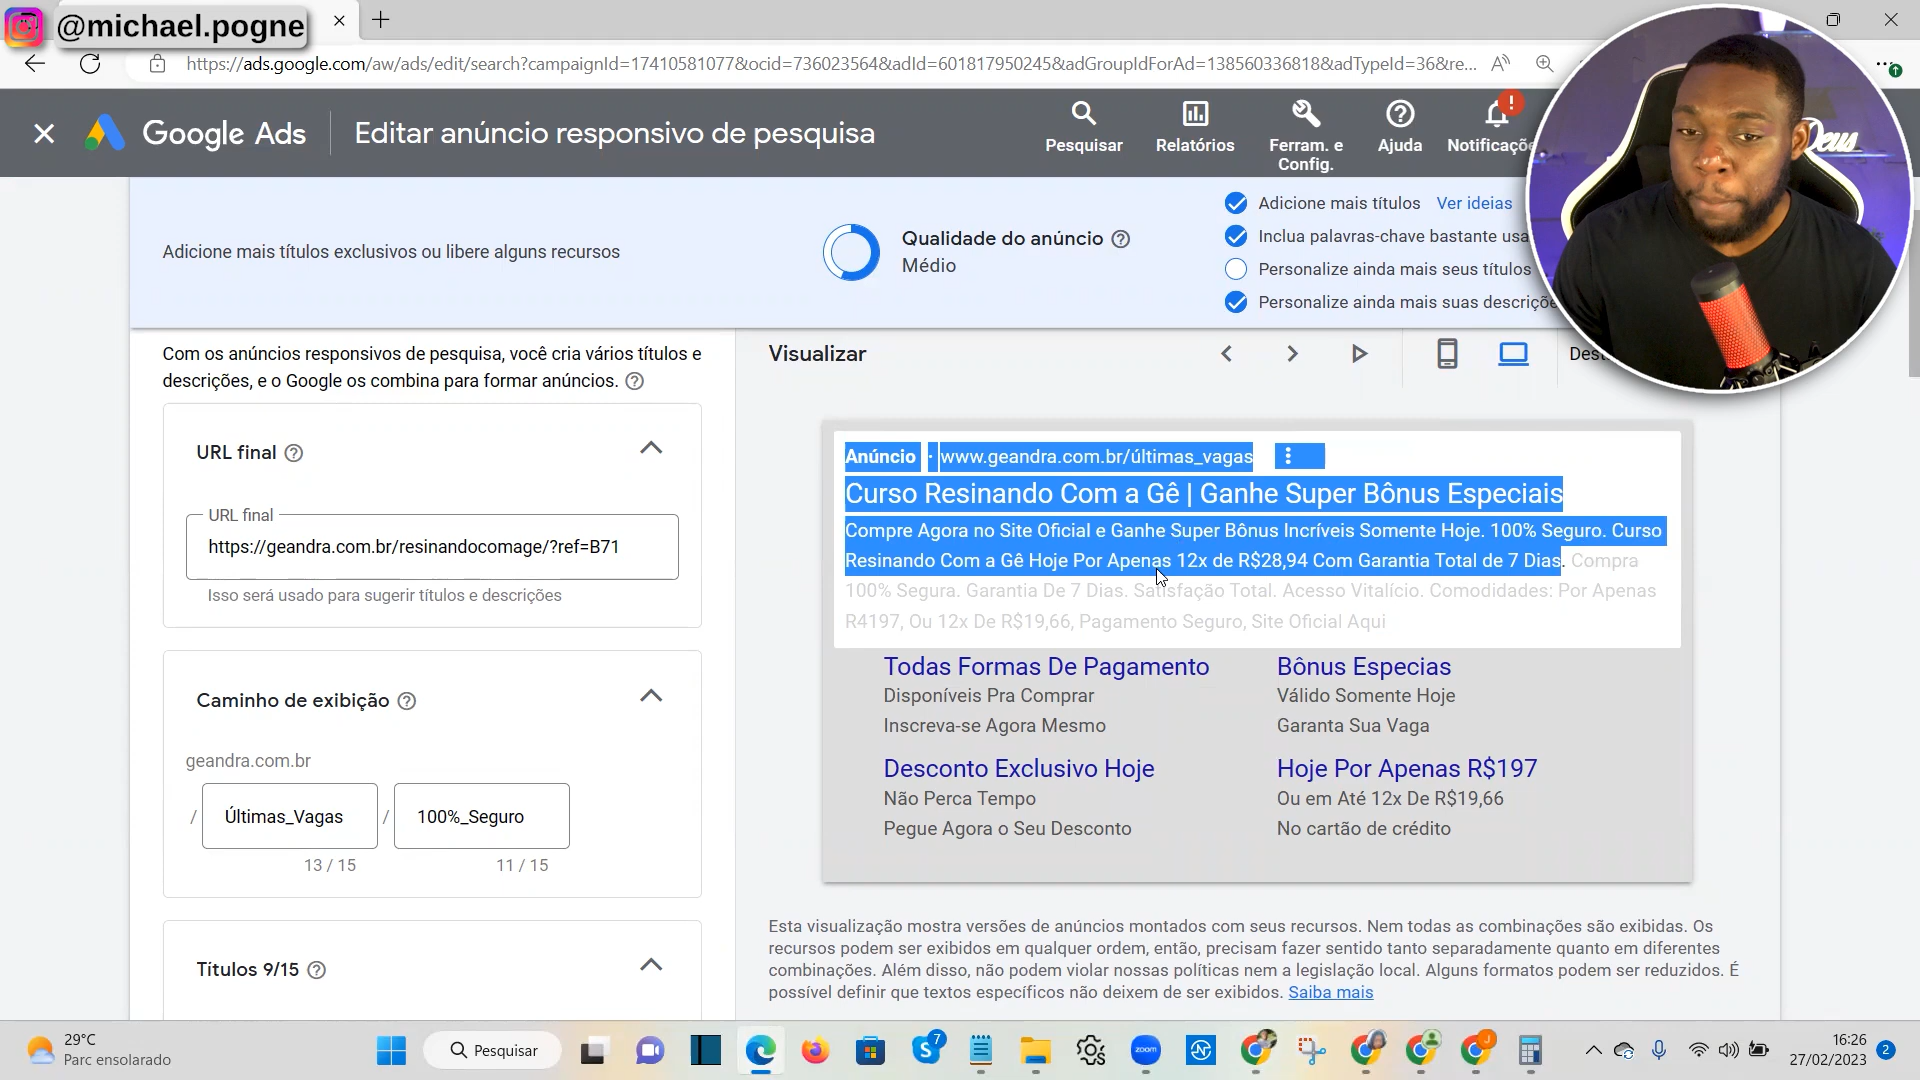 @michael.pogne
https://ads.google.com/aw/ads/edit/search?campaignId=17410581077&ocid=736023564&adId=601817950245&adGroupIdForAd=138560336818&adTypeId=36&re...
Google Ads
Editar anúncio responsivo de pesquisa
Pesquisar
Relatórios
Ferram. e
Config.
Ajuda
Notificaçõe
Deus
Adicione mais títulos exclusivos ou libere alguns recursos
Qualidade do anúncio
Médio
Adicione mais títulos Ver ideias
Inclua palavras-chave bastante usa
Personalize ainda mais seus títulos
Personalize ainda mais suas descriçõe
Com os anúncios responsivos de pesquisa, você cria vários títulos e
descrições, e o Google os combina para formar anúncios.
URL final
URL final
https://geandra.com.br/resinandocomage/?ref=B71
Isso será usado para sugerir títulos e descrições
Caminho de exibição
geandra.com.br
/ Últimas_Vagas / 100%_Seguro
13 / 15
11 / 15
Títulos 9/15
Visualizar
Dest
Anúncio · www.geandra.com.br/últimas_vagas
Curso Resinando Com a Gê | Ganhe Super Bônus Especiais
Compre Agora no Site Oficial e Ganhe Super Bônus Incríveis Somente Hoje. 100% Seguro. Curso
Resinando Com a Gê Hoje Por Apenas 12x de R$28,94 Com Garantia Total de 7 Dias. Compra
100% Segura. Garantia De 7 Dias. Satisfação Total. Acesso Vitalício. Comodidades: Por Apenas
R4197, Ou 12x De R$19,66, Pagamento Seguro, Site Oficial Aqui
Todas Formas De Pagamento
Disponíveis Pra Comprar
Inscreva-se Agora Mesmo
Bônus Especias
Válido Somente Hoje
Garanta Sua Vaga
Desconto Exclusivo Hoje
Não Perca Tempo
Pegue Agora o Seu Desconto
Hoje Por Apenas R$197
Ou em Até 12x De R$19,66
No cartão de crédito
Esta visualização mostra versões de anúncios montados com seus recursos. Nem todas as combinações são exibidas. Os
recursos podem ser exibidos em qualquer ordem, então, precisam fazer sentido tanto separadamente quanto em diferentes
combinações. Além disso, não podem violar nossas políticas nem a legislação local. Alguns formatos podem ser reduzidos. É
possível definir que textos específicos não deixem de ser exibidos. Saiba mais
29°C
Parc ensolarado
Pesquisar
7
zoom
16:26
27/02/2023
2